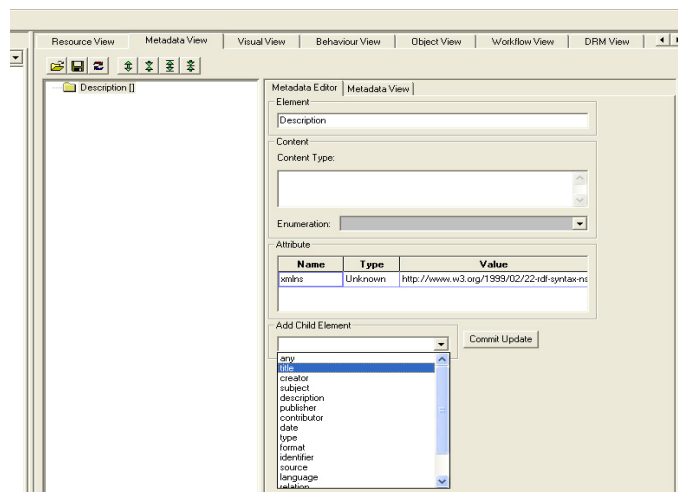 Resource View Metadata View Visual View Behaviour View Object View Workflow View DRM View
Description []
Metadata Editor Metadata View
Element
Description
Content
Content Type:
Enumeration:
Attribute
Name Type Value
xmlns Unknown http://www.w3.org/1999/02/22-rdf-syntax-ns
Add Child Element
Commit Update
any
title
creator
subject
description
publisher
contributor
date
type
format
identifier
source
language
relation